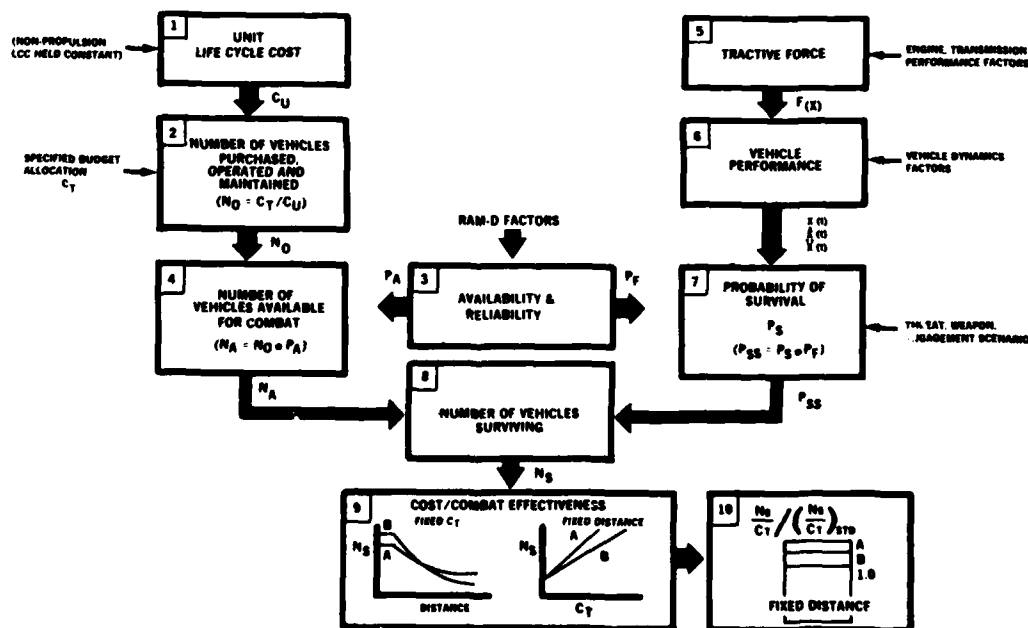 1
UNIT
LIFE CYCLE COST
(NON-PROPULSION
LCC HELD CONSTANT)
C_U
2
NUMBER OF VEHICLES
PURCHASED,
OPERATED AND
MAINTAINED
(N_O = C_T/C_U)
SPECIFIED BUDGET
ALLOCATION
C_T
N_O
4
NUMBER OF
VEHICLES AVAILABLE
FOR COMBAT
(N_A = N_O • P_A)
N_A
RAM-D FACTORS
P_A
3
AVAILABILITY &
RELIABILITY
P_F
5
TRACTIVE FORCE
ENGINE, TRANSMISSION
PERFORMANCE FACTORS
F(X)
6
VEHICLE
PERFORMANCE
VEHICLE DYNAMICS
FACTORS
X (t)
Ẋ (t)
Ẍ (t)
7
PROBABILITY OF
SURVIVAL
P_S
(P_SS = P_S • P_F)
WEAPON,
SCENARIO
P_SS
8
NUMBER OF VEHICLES
SURVIVING
N_S
9
COST/COMBAT EFFECTIVENESS
FIXED C_T
FIXED DISTANCE
N_S
B
A
DISTANCE
N_S
A
B
C_T
10
N_S/C_T / (N_S/C_T)STD
A
B
1.0
FIXED DISTANCE